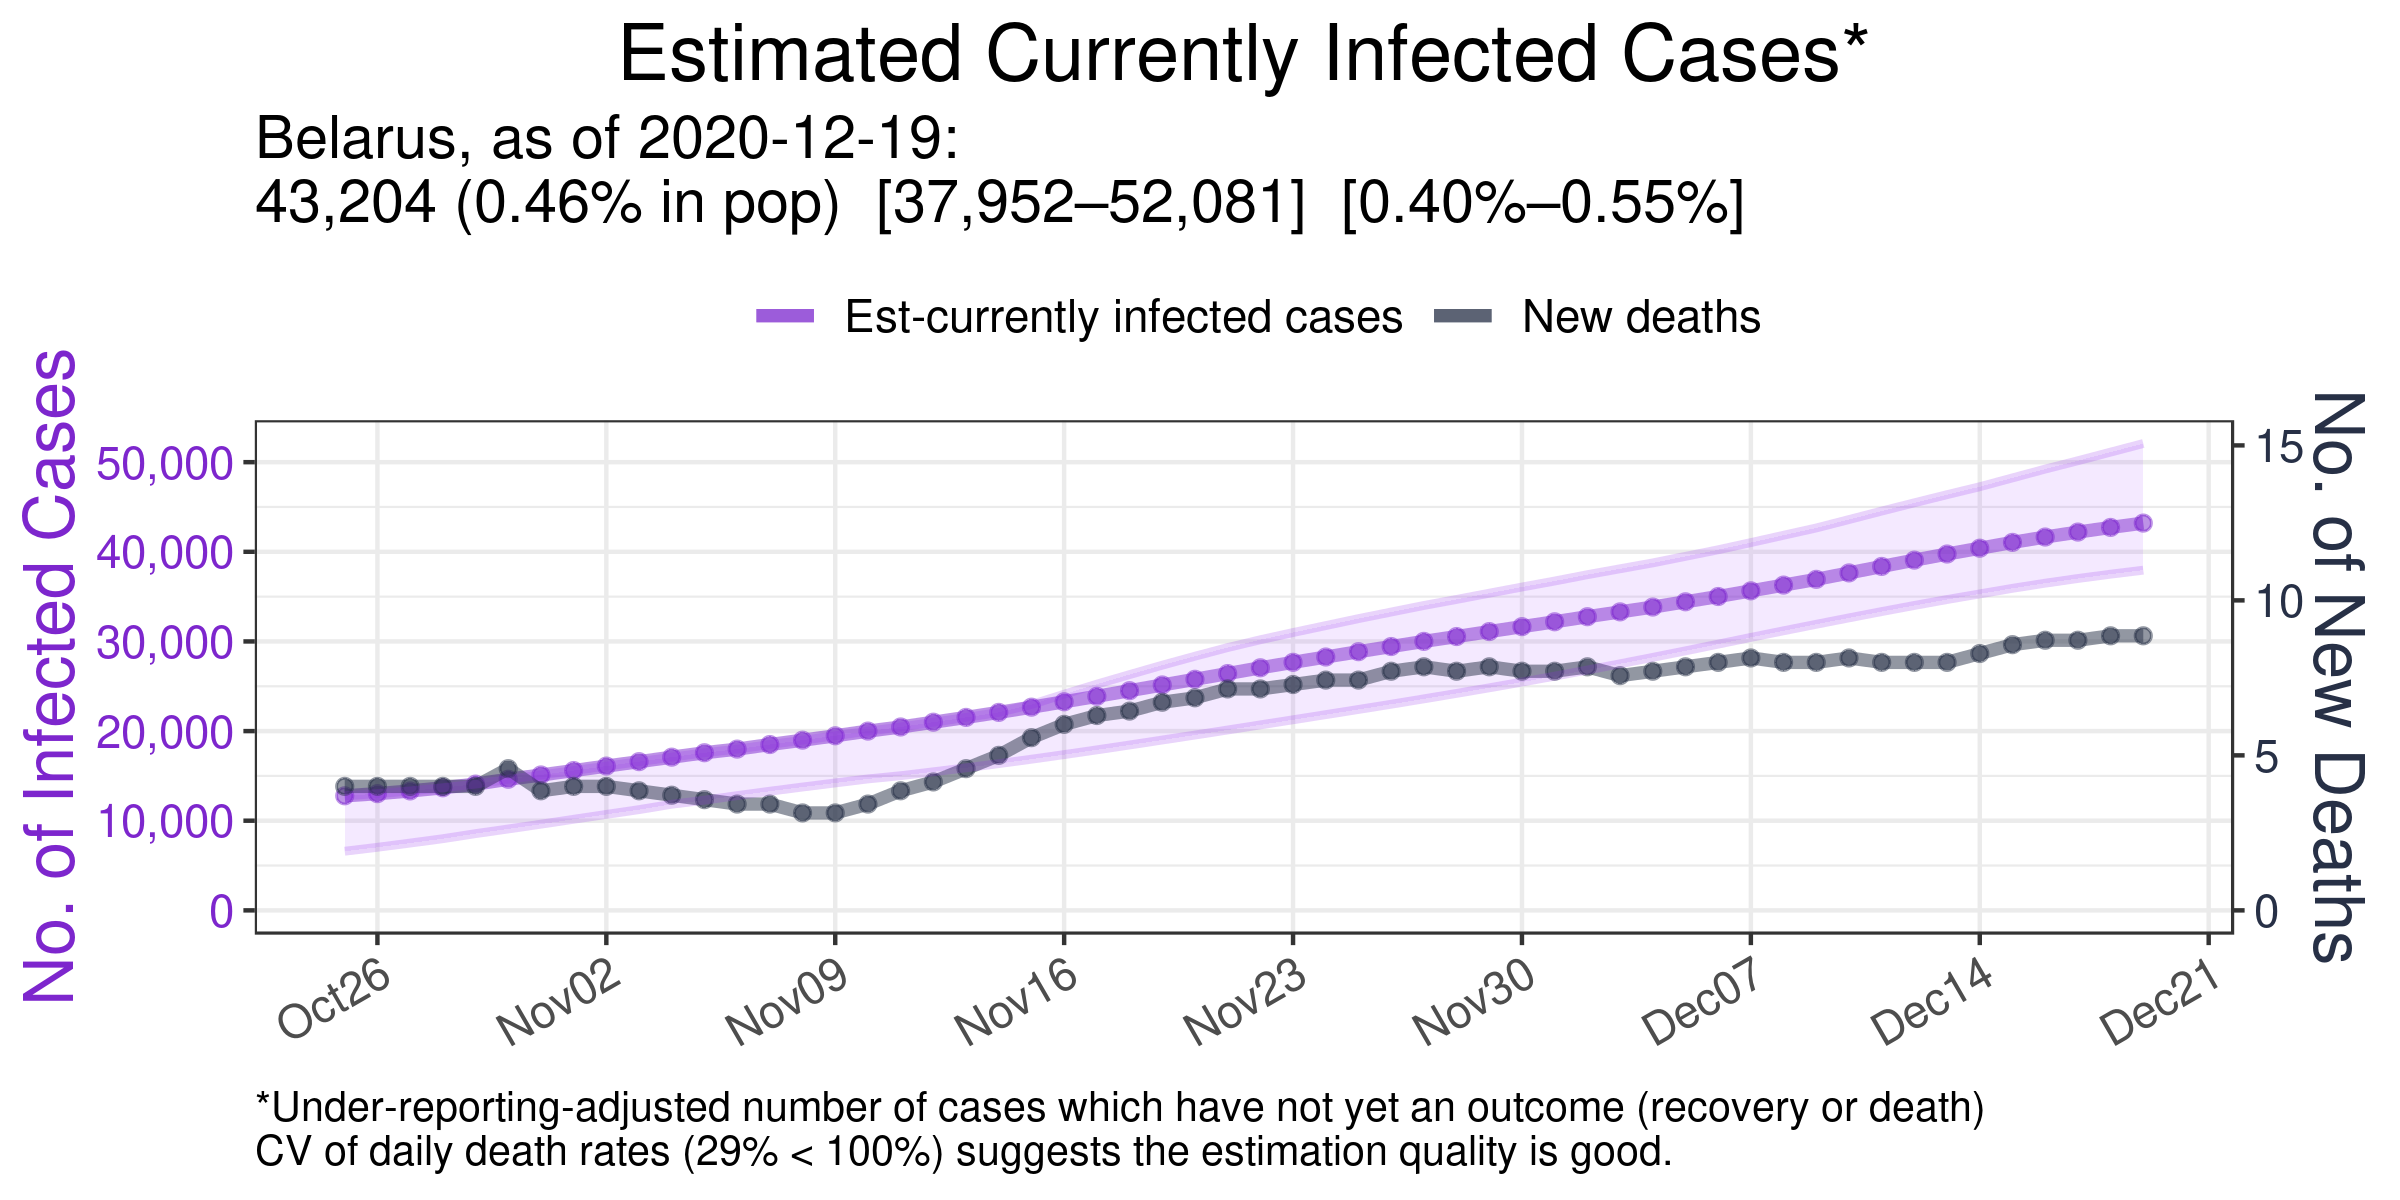 Estimated Currently Infected Cases*
Belarus, as of 2020-12-19:
43,204 (0.46% in pop)  [37,952–52,081]  [0.40%–0.55%]
Est-currently infected cases
New deaths
No. of Infected Cases
50,000
40,000
30,000
20,000
10,000
0
15
10
5
0
No. of New Deaths
Oct26
Nov02
Nov09
Nov16
Nov23
Nov30
Dec07
Dec14
Dec21
*Under-reporting-adjusted number of cases which have not yet an outcome (recovery or death)
CV of daily death rates (29% < 100%) suggests the estimation quality is good.